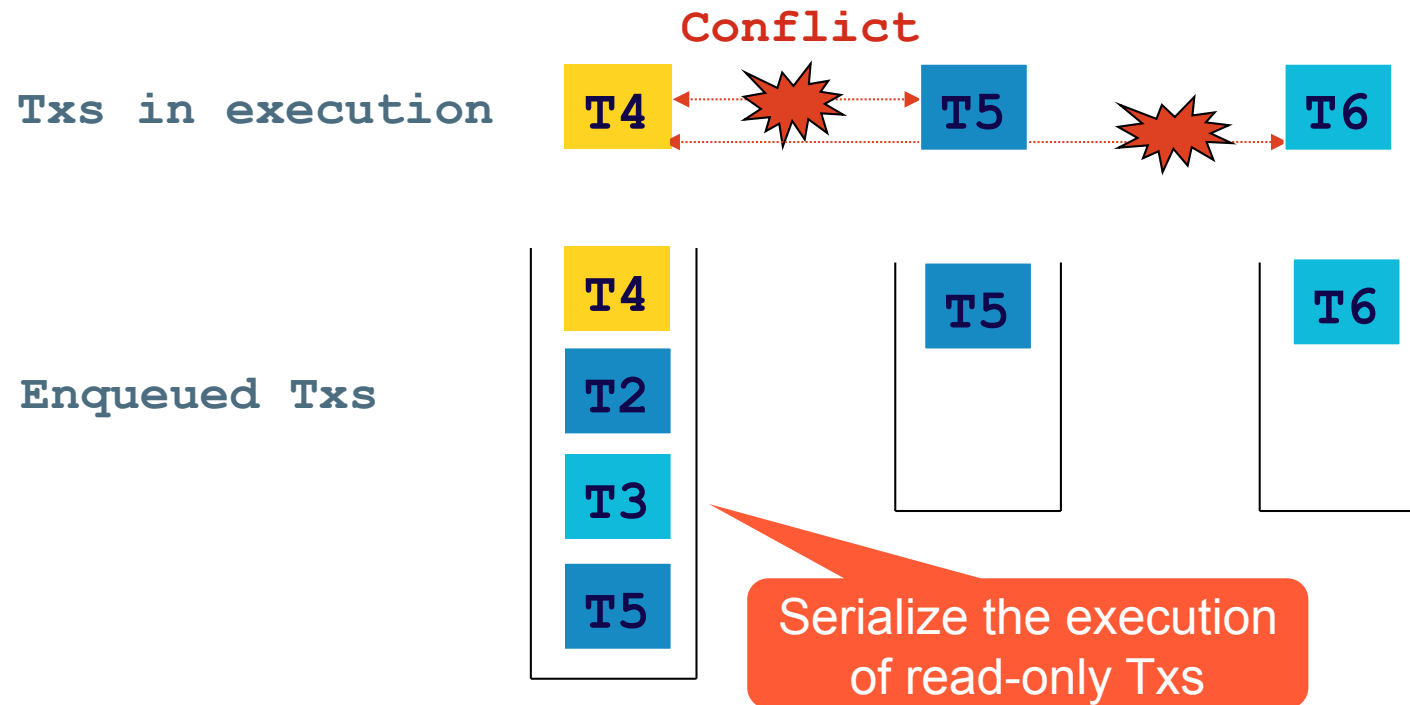 Conflict
Txs in execution T4 T5 T6
T4 T5 T6
Enqueued Txs T2
T3
T5
Serialize the execution
of read-only Txs